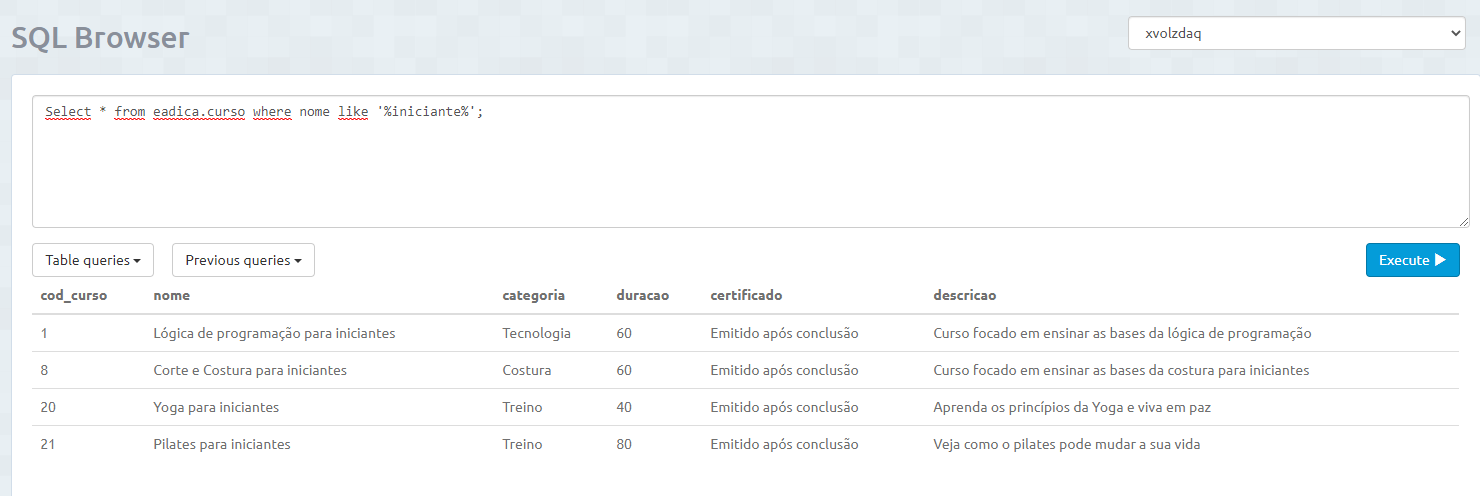 SQL Browser
xvolzdaq
Select * from eadica.curso where nome like '%iniciante%';
Table queries
Previous queries
Execute
cod_curso nome categoria duracao certificado descricao
1 Lógica de programação para iniciantes Tecnologia 60 Emitido após conclusão Curso focado em ensinar as bases da lógica de programação
8 Corte e Costura para iniciantes Costura 60 Emitido após conclusão Curso focado em ensinar as bases da costura para iniciantes
20 Yoga para iniciantes Treino 40 Emitido após conclusão Aprenda os princípios da Yoga e viva em paz
21 Pilates para iniciantes Treino 80 Emitido após conclusão Veja como o pilates pode mudar a sua vida